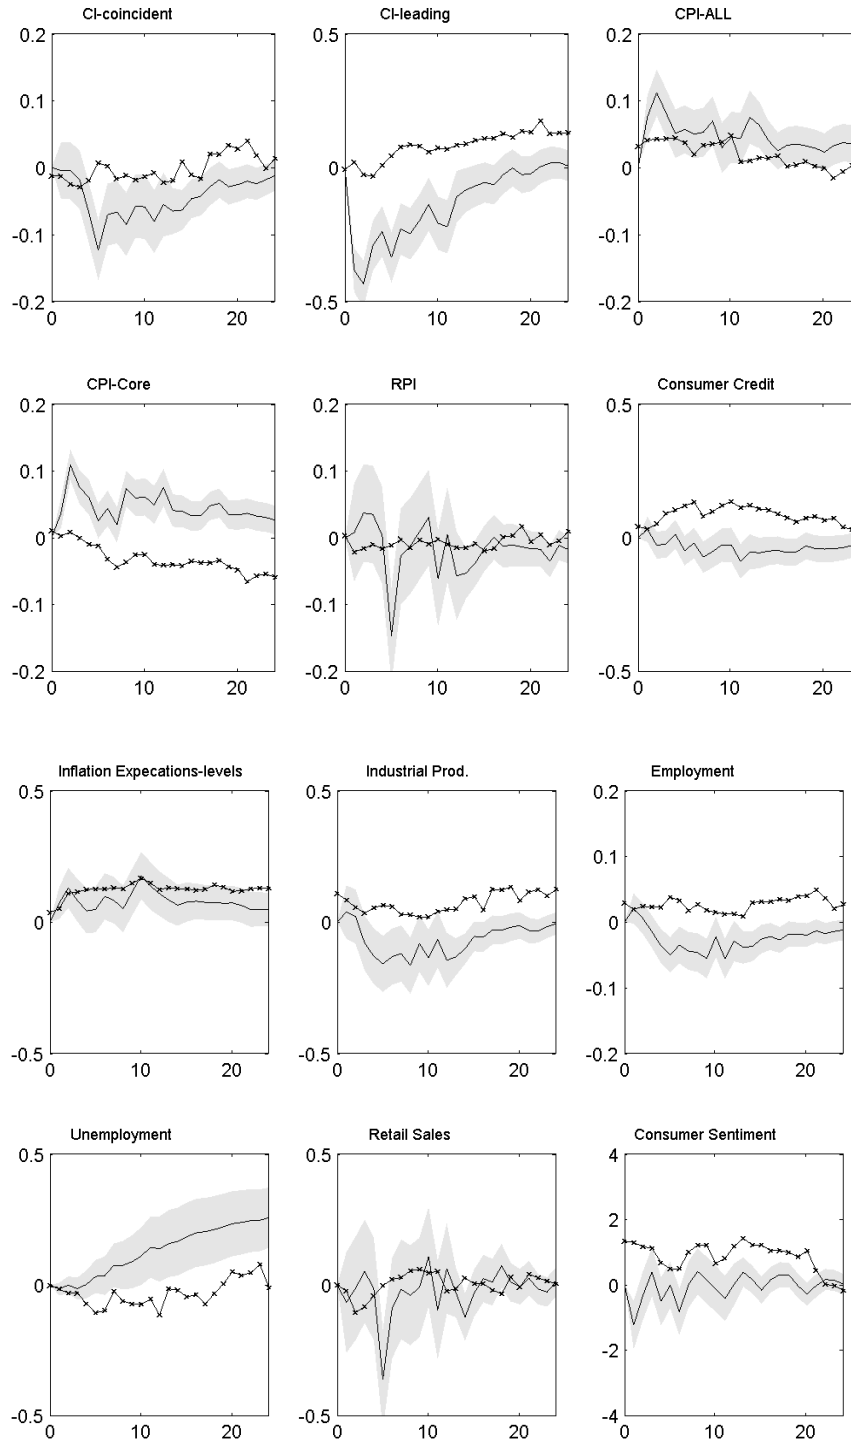 CI-coincident CI-leading CPI-ALL
0.2 0.5 0.2
0.1 0.1
0 0 0
-0.1 -0.1
-0.2 -0.5 -0.2
0 10 20 0 10 20 0 10 20
CPI-Core RPI Consumer Credit
0.2 0.2 0.5
0.1 0.1
0 0 0
-0.1 -0.1
-0.2 -0.2 -0.5
0 10 20 0 10 20 0 10 20
Inflation Expecations-levels Industrial Prod. Employment
0.5 0.5 0.2
0.1
0 0 0
-0.1
-0.5 -0.5 -0.2
0 10 20 0 10 20 0 10 20
Unemployment Retail Sales Consumer Sentiment
0.5 0.5 4
2
0 0 0
-2
-0.5 -0.5 -4
0 10 20 0 10 20 0 10 20